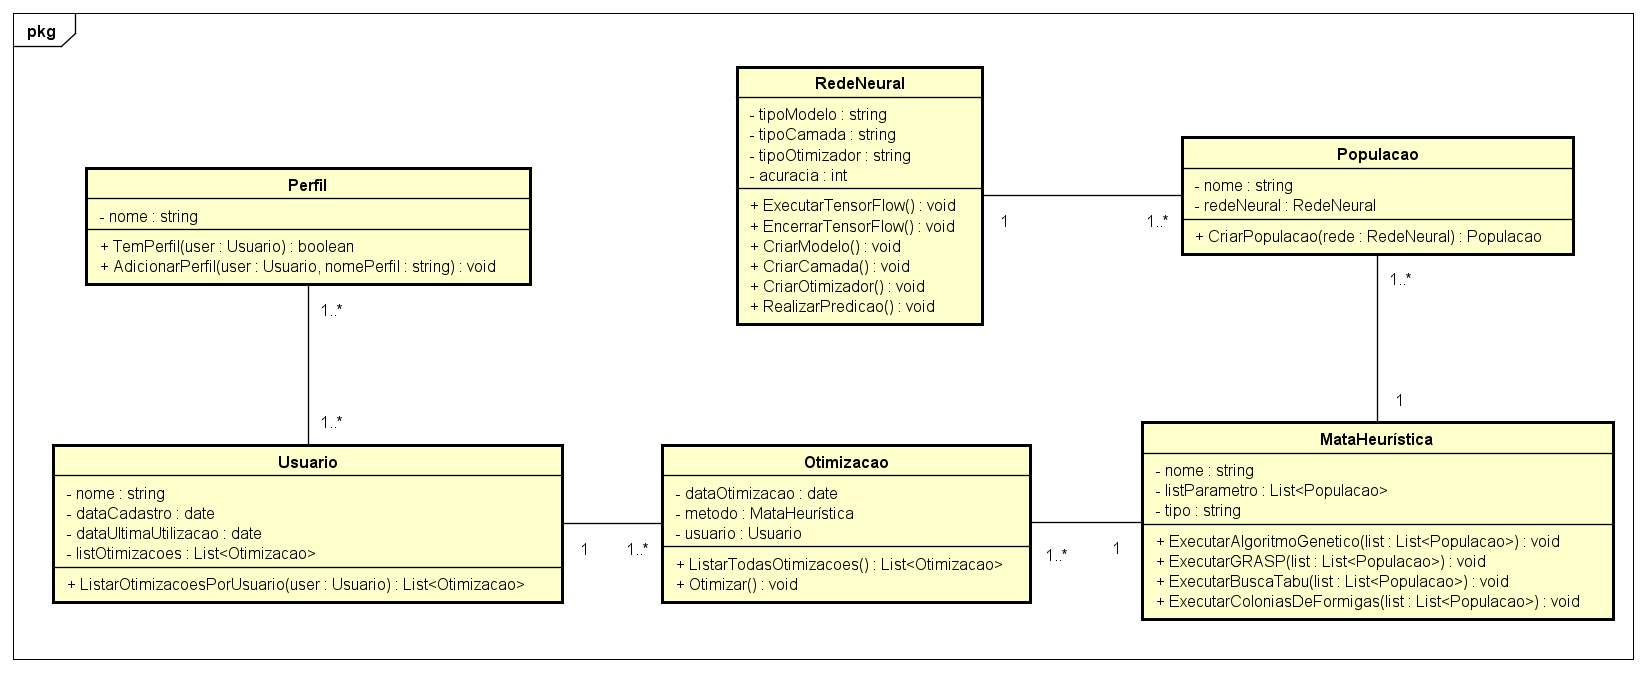 pkg
RedeNeural
- tipoModelo : string
- tipoCamada : string
- tipoOtimizador : string
- acuracia : int
+ ExecutarTensorFlow() : void
+ EncerrarTensorFlow() : void
+ CriarModelo() : void
+ CriarCamada() : void
+ CriarOtimizador() : void
+ RealizarPredicao() : void
1
1..*
Populacao
- nome : string
- redeNeural : RedeNeural
+ CriarPopulacao(rede : RedeNeural) : Populacao
1..*
1
Perfil
- nome : string
+ TemPerfil(user : Usuario) : boolean
+ AdicionarPerfil(user : Usuario, nomePerfil : string) : void
1..*
1..*
Usuario
- nome : string
- dataCadastro : date
- dataUltimaUtilizacao : date
- listOtimizacoes : List<Otimizacao>
+ ListarOtimizacoesPorUsuario(user : Usuario) : List<Otimizacao>
1
1..*
Otimizacao
- dataOtimizacao : date
- metodo : MataHeurística
- usuario : Usuario
+ ListarTodasOtimizacoes() : List<Otimizacao>
+ Otimizar() : void
1..*
1
MataHeurística
- nome : string
- listParametro : List<Populacao>
- tipo : string
+ ExecutarAlgoritmoGenetico(list : List<Populacao>) : void
+ ExecutarGRASP(list : List<Populacao>) : void
+ ExecutarBuscaTabu(list : List<Populacao>) : void
+ ExecutarColoniasDeFormigas(list : List<Populacao>) : void